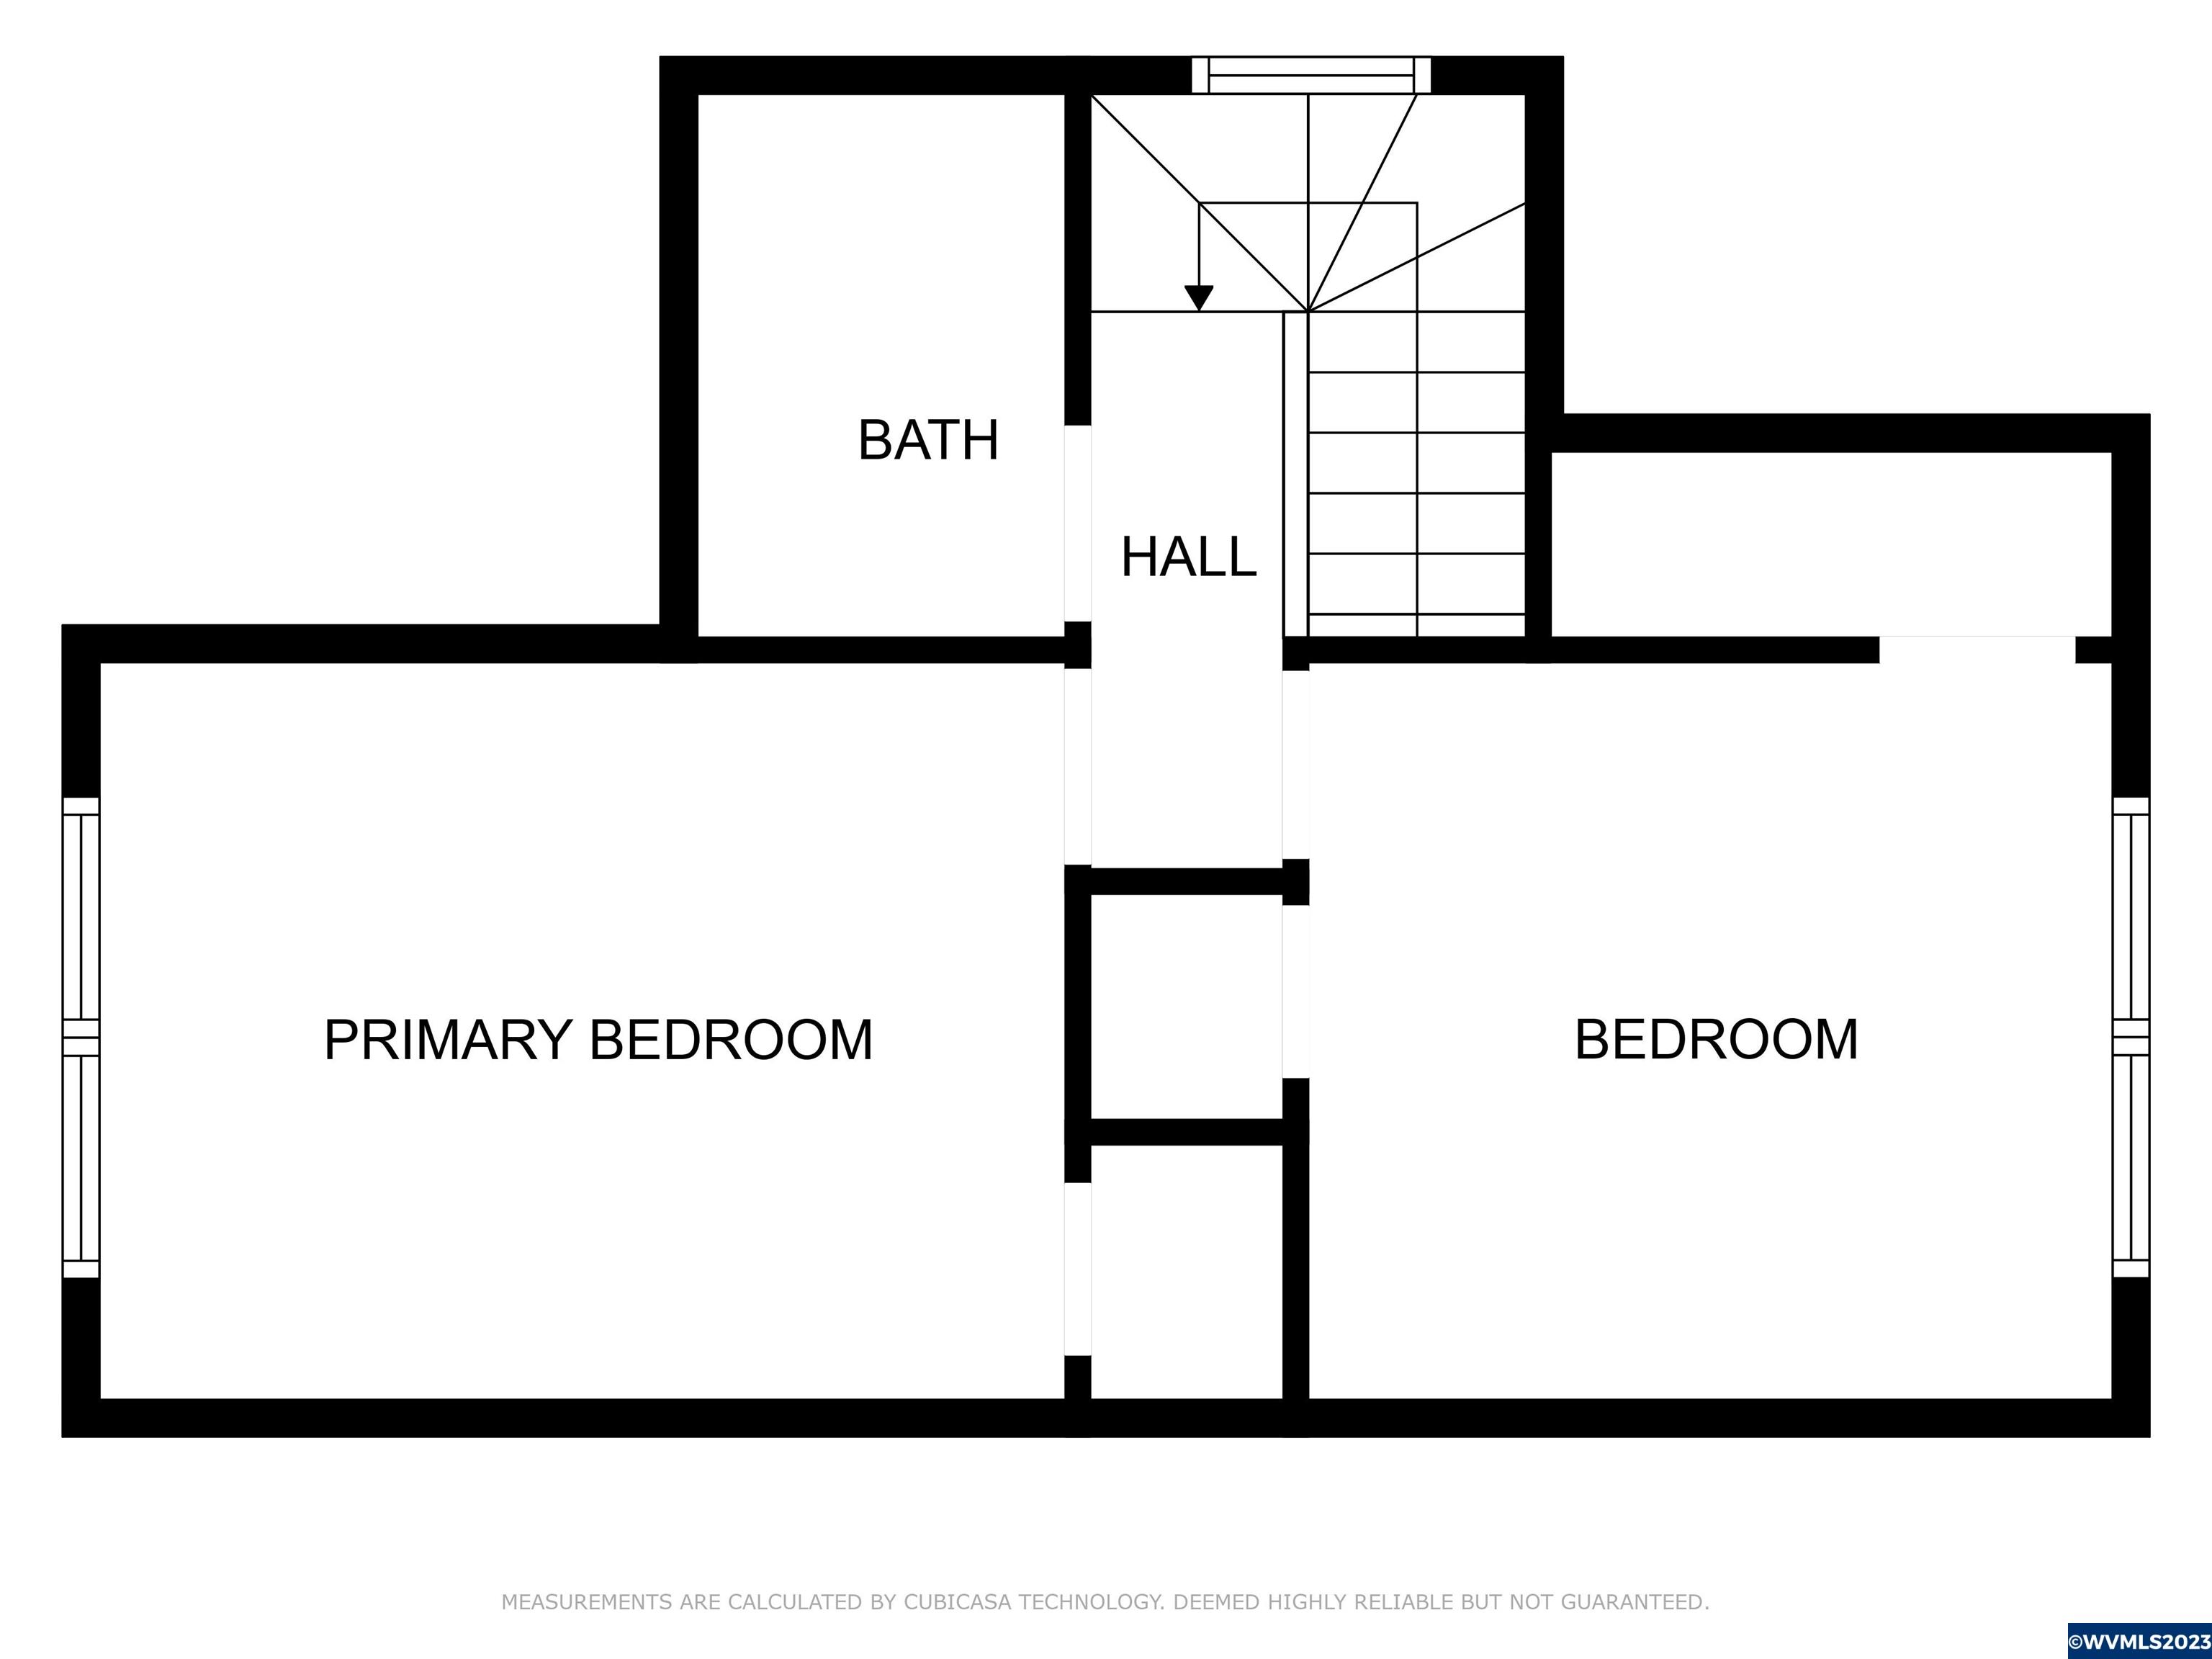 BATH
HALL
PRIMARY BEDROOM
BEDROOM
MEASUREMENTS ARE CALCULATED BY CUBICASA TECHNOLOGY. DEEMED HIGHLY RELIABLE BUT NOT GUARANTEED.
©WVMLS2023